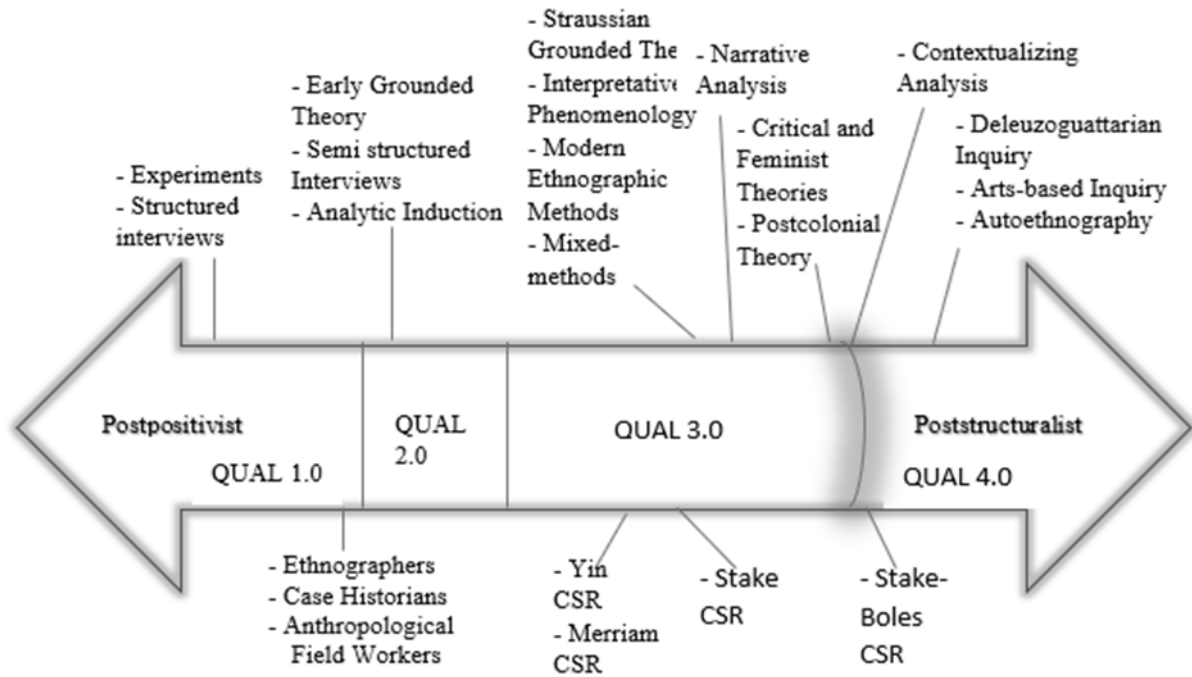 - Experiments
- Structured
interviews
- Early Grounded
Theory
- Semi structured
Interviews
- Analytic Induction
- Straussian
Grounded The
- Interpretative
Phenomenology
- Modern
Ethnographic
Methods
- Mixed-
methods
- Narrative
Analysis
- Critical and
Feminist
Theories
- Postcolonial
Theory
- Contextualizing
Analysis
- Deleuzoguattarian
Inquiry
- Arts-based Inquiry
- Autoethnography
Postpositivist
QUAL 1.0
QUAL
2.0
QUAL 3.0
Poststructuralist
QUAL 4.0
- Ethnographers
- Case Historians
- Anthropological
Field Workers
- Yin
CSR
- Merriam
CSR
- Stake
CSR
- Stake-
Boles
CSR